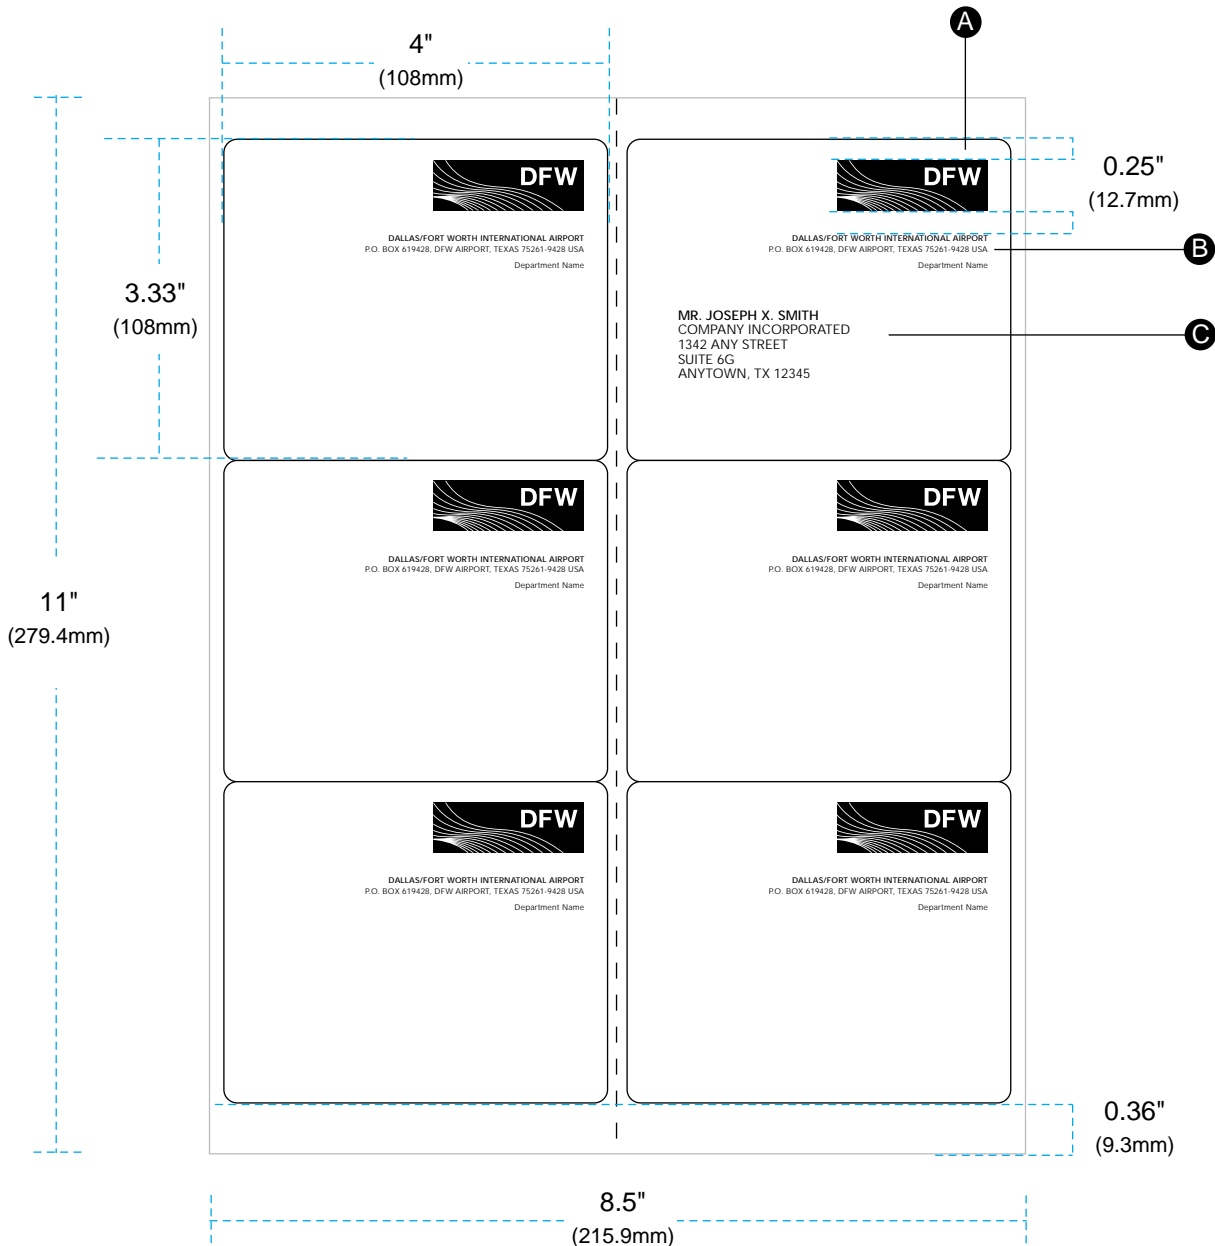 A
4"
(108mm)
DFW
DALLAS/FORT WORTH INTERNATIONAL AIRPORT
P.O. BOX 619428, DFW AIRPORT, TEXAS 75261-9428 USA
Department Name
DFW
DALLAS/FORT WORTH INTERNATIONAL AIRPORT
P.O. BOX 619428, DFW AIRPORT, TEXAS 75261-9428 USA
Department Name
0.25"
(12.7mm)
B
3.33"
(108mm)
MR. JOSEPH X. SMITH
COMPANY INCORPORATED
1342 ANY STREET
SUITE 6G
ANYTOWN, TX 12345
C
DFW
DALLAS/FORT WORTH INTERNATIONAL AIRPORT
P.O. BOX 619428, DFW AIRPORT, TEXAS 75261-9428 USA
Department Name
DFW
DALLAS/FORT WORTH INTERNATIONAL AIRPORT
P.O. BOX 619428, DFW AIRPORT, TEXAS 75261-9428 USA
Department Name
11"
(279.4mm)
DFW
DALLAS/FORT WORTH INTERNATIONAL AIRPORT
P.O. BOX 619428, DFW AIRPORT, TEXAS 75261-9428 USA
Department Name
DFW
DALLAS/FORT WORTH INTERNATIONAL AIRPORT
P.O. BOX 619428, DFW AIRPORT, TEXAS 75261-9428 USA
Department Name
0.36"
(9.3mm)
8.5"
(215.9mm)